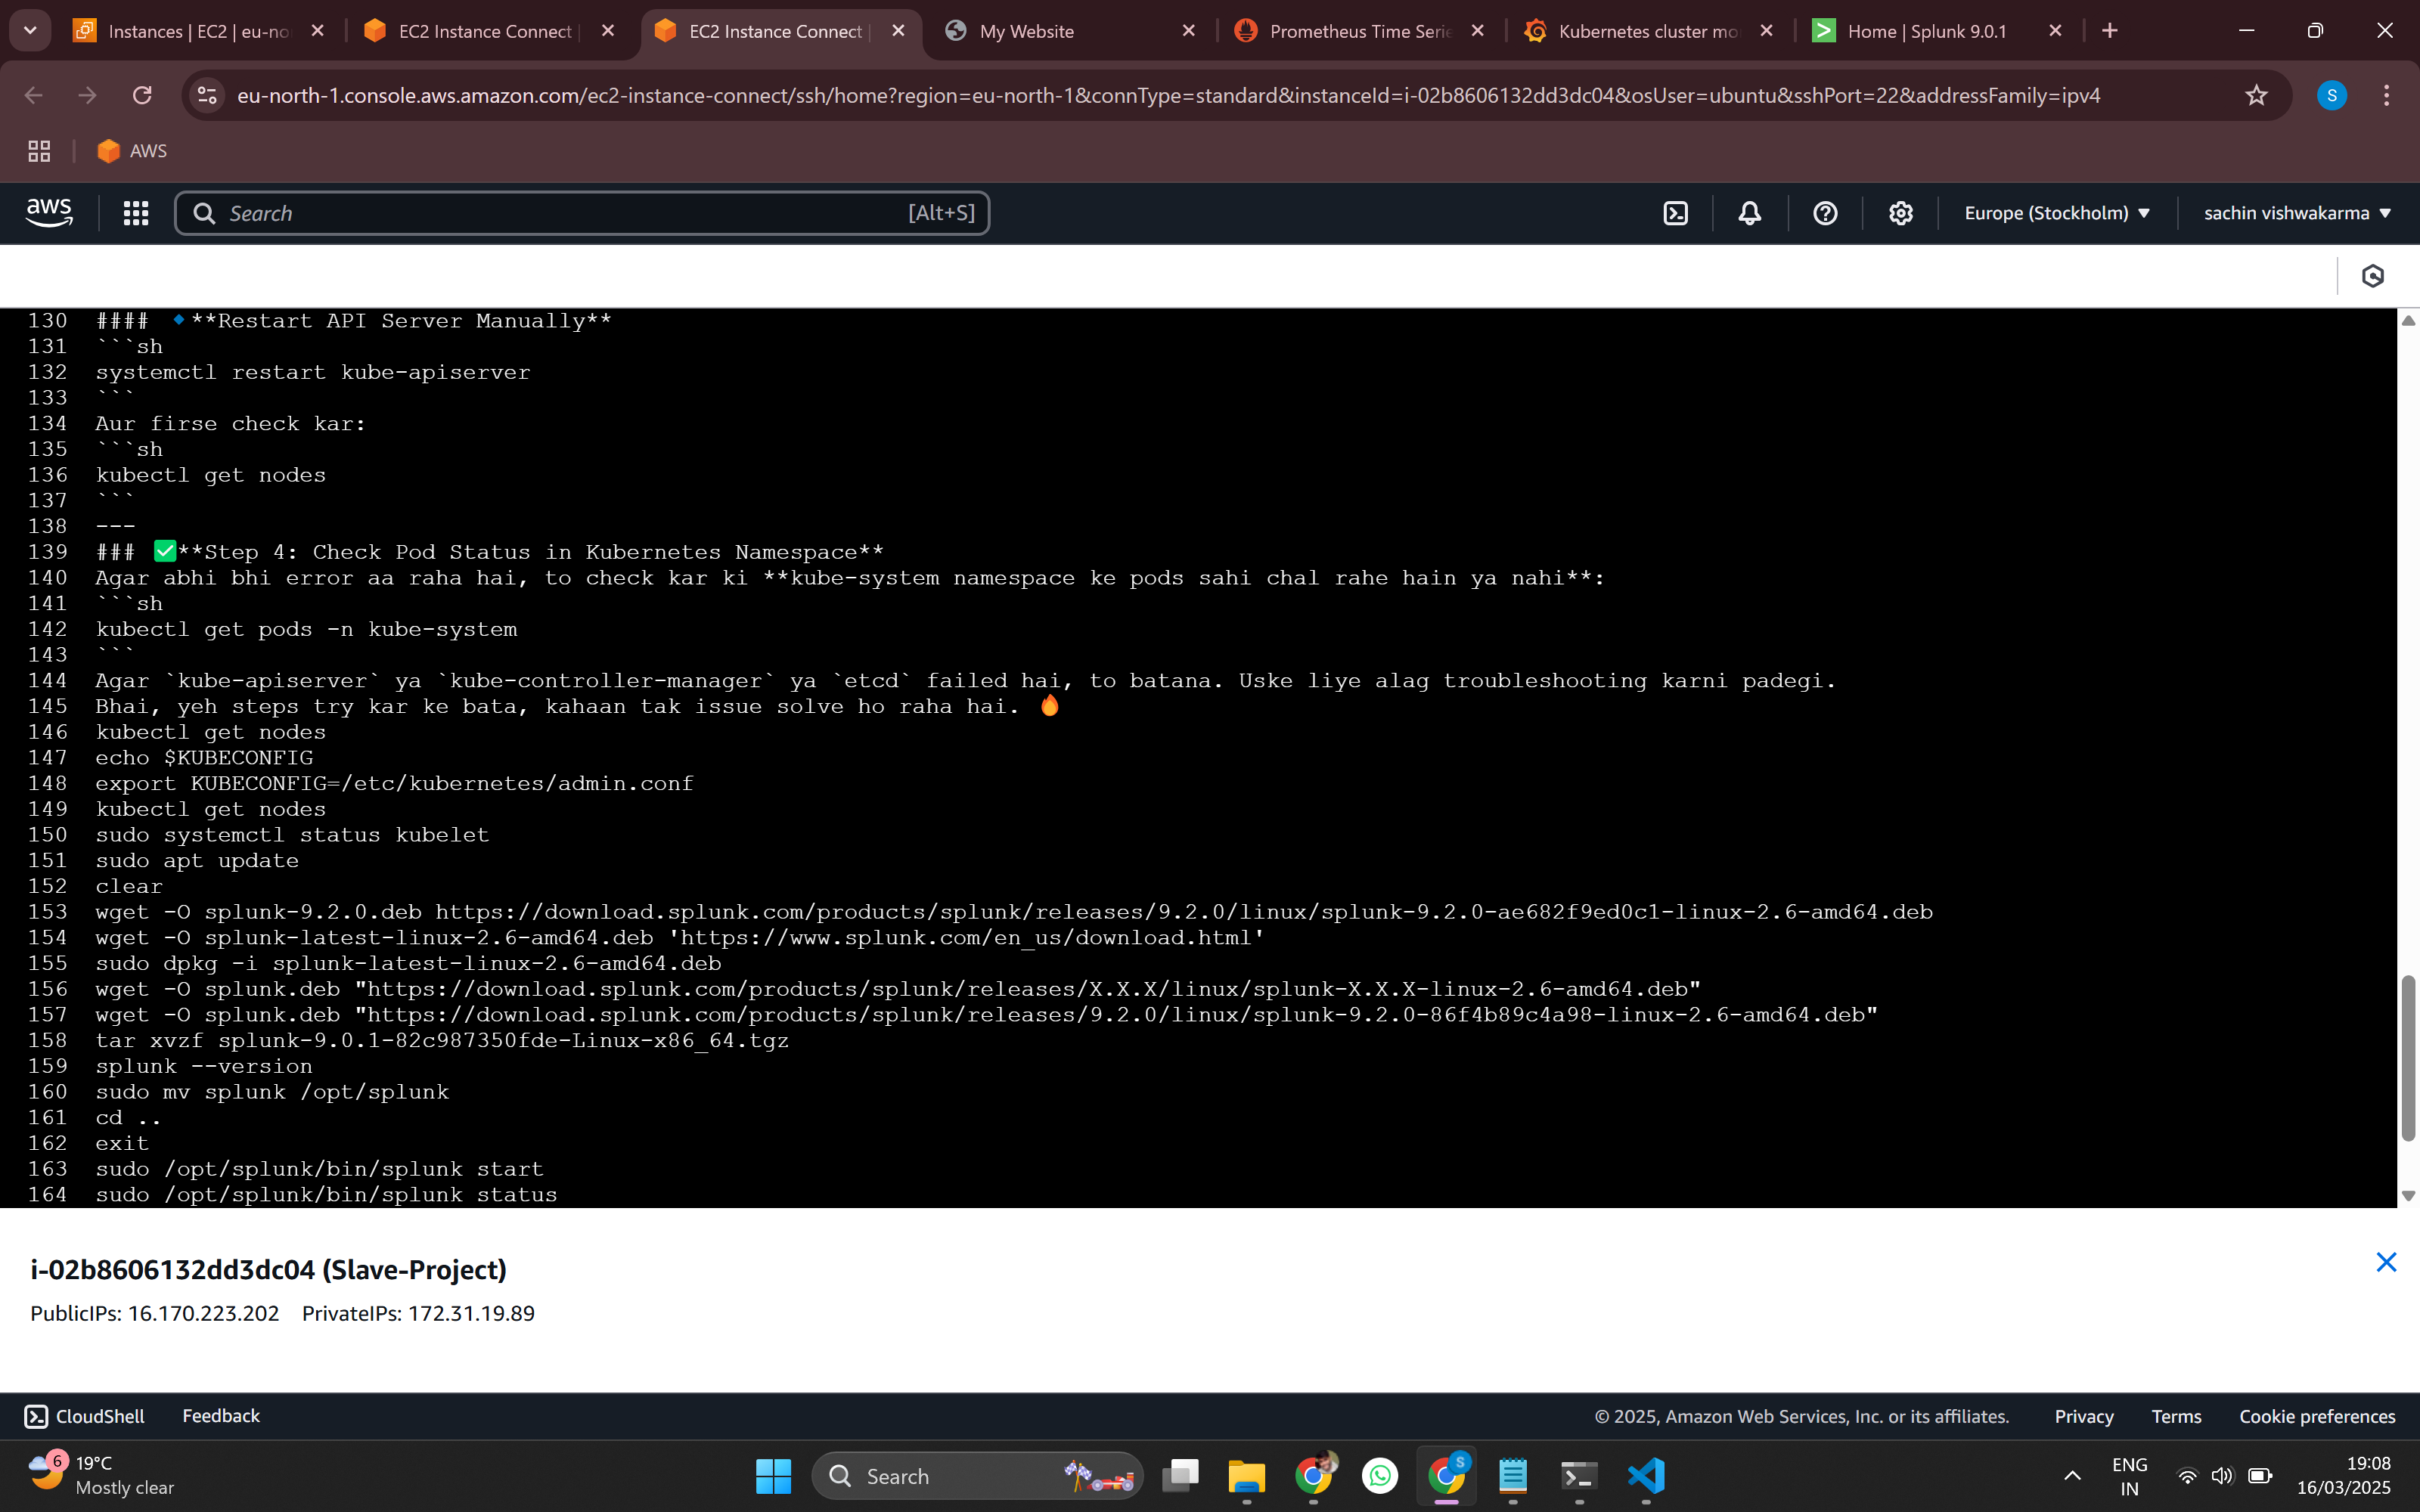 Instances | EC2 | eu-no
EC2 Instance Connect |
EC2 Instance Connect |
My Website
Prometheus Time Serie
Kubernetes cluster mo
Home | Splunk 9.0.1
eu-north-1.console.aws.amazon.com/ec2-instance-connect/ssh/home?region=eu-north-1&connType=standard&instanceId=i-02b8606132dd3dc04&osUser=ubuntu&sshPort=22&addressFamily=ipv4
S
AWS
aws
Search
[Alt+S]
Europe (Stockholm)
sachin vishwakarma
130 #### 🔹**Restart API Server Manually**
131 ```sh
132 systemctl restart kube-apiserver
133 ```
134 Aur firse check kar:
135 ```sh
136 kubectl get nodes
137 ```
138 ---
139 ### ✅**Step 4: Check Pod Status in Kubernetes Namespace**
140 Agar abhi bhi error aa raha hai, to check kar ki **kube-system namespace ke pods sahi chal rahe hain ya nahi**:
141 ```sh
142 kubectl get pods -n kube-system
143 ```
144 Agar `kube-apiserver` ya `kube-controller-manager` ya `etcd` failed hai, to batana. Uske liye alag troubleshooting karni padegi.
145 Bhai, yeh steps try kar ke bata, kahaan tak issue solve ho raha hai. 🔥
146 kubectl get nodes
147 echo $KUBECONFIG
148 export KUBECONFIG=/etc/kubernetes/admin.conf
149 kubectl get nodes
150 sudo systemctl status kubelet
151 sudo apt update
152 clear
153 wget -O splunk-9.2.0.deb https://download.splunk.com/products/splunk/releases/9.2.0/linux/splunk-9.2.0-ae682f9ed0c1-linux-2.6-amd64.deb
154 wget -O splunk-latest-linux-2.6-amd64.deb 'https://www.splunk.com/en_us/download.html'
155 sudo dpkg -i splunk-latest-linux-2.6-amd64.deb
156 wget -O splunk.deb "https://download.splunk.com/products/splunk/releases/X.X.X/linux/splunk-X.X.X-linux-2.6-amd64.deb"
157 wget -O splunk.deb "https://download.splunk.com/products/splunk/releases/9.2.0/linux/splunk-9.2.0-86f4b89c4a98-linux-2.6-amd64.deb"
158 tar xvzf splunk-9.0.1-82c987350fde-Linux-x86_64.tgz
159 splunk --version
160 sudo mv splunk /opt/splunk
161 cd ..
162 exit
163 sudo /opt/splunk/bin/splunk start
164 sudo /opt/splunk/bin/splunk status
i-02b8606132dd3dc04 (Slave-Project)
PublicIPs: 16.170.223.202 PrivateIPs: 172.31.19.89
CloudShell
Feedback
© 2025, Amazon Web Services, Inc. or its affiliates.
Privacy
Terms
Cookie preferences
6
19°C
Mostly clear
Search
S
ENG
IN
19:08
16/03/2025